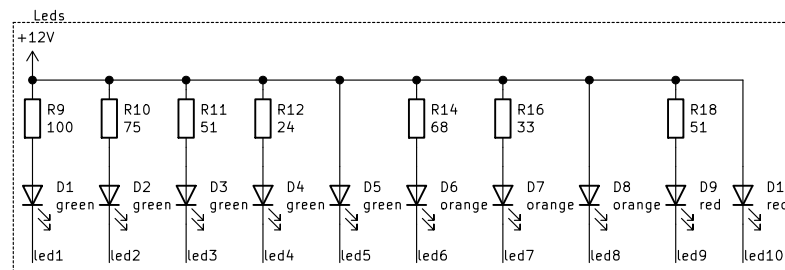 Leds
+12V
R9 R10 R11 R12 R14 R16 R18
100 75 51 24 68 33 51
D1 D2 D3 D4 D5 D6 D7 D8 D9 D1
green green green green green orange orange orange red red
led1 led2 led3 led4 led5 led6 led7 led8 led9 led10